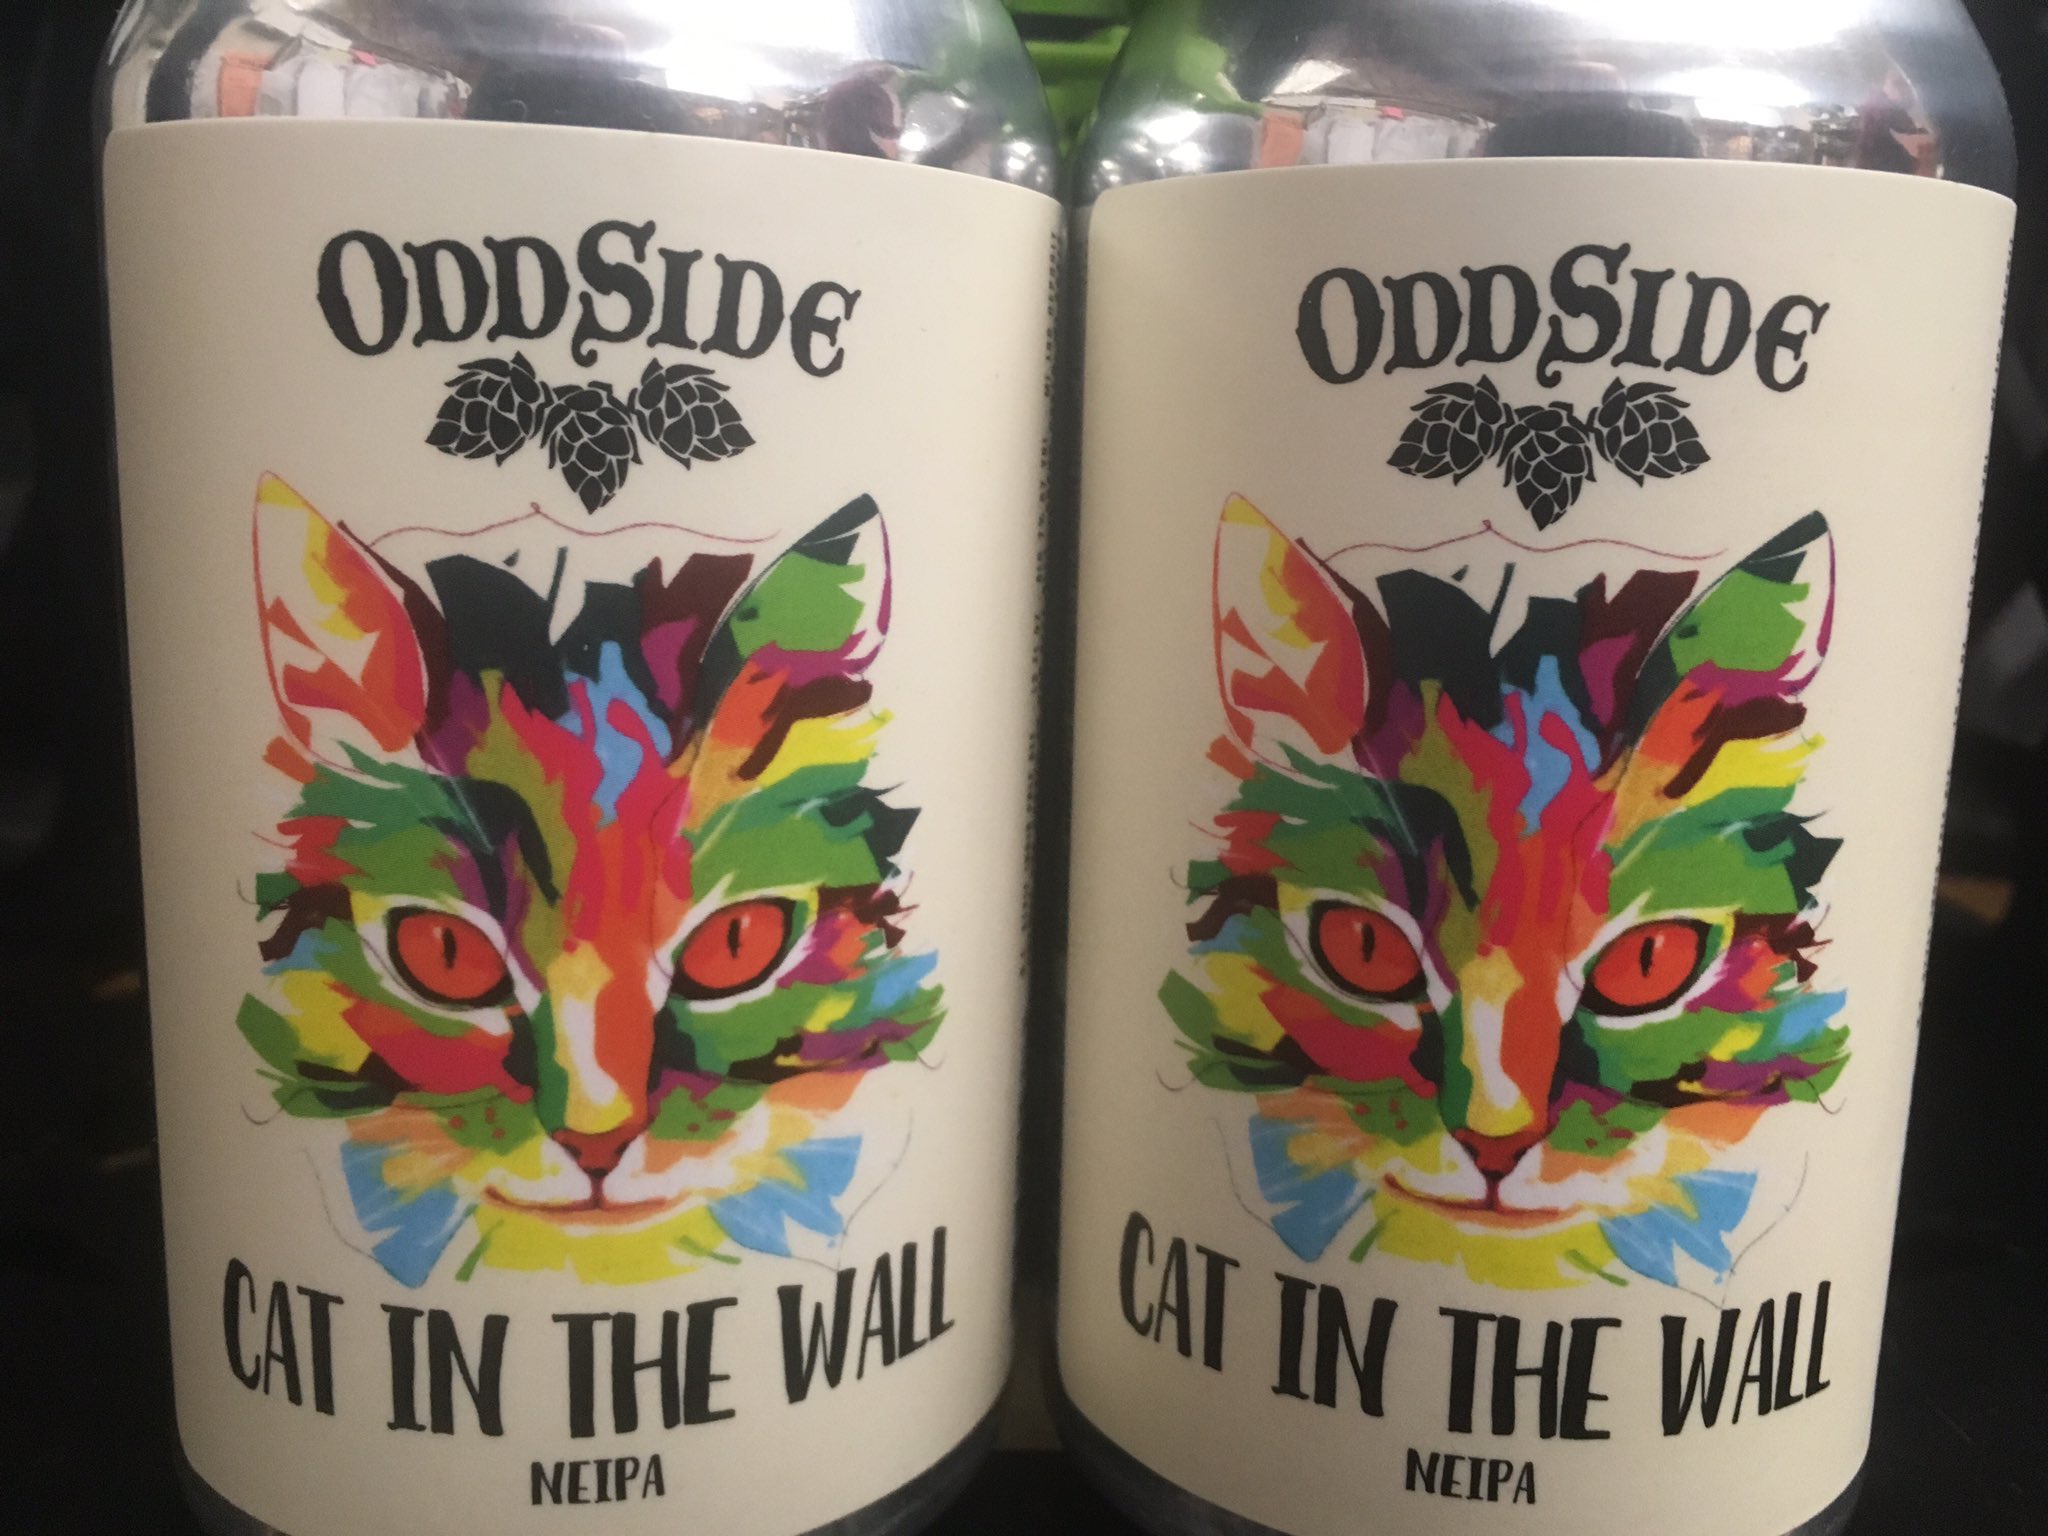 ODDSIDE
CAT IN THE WALL
NEIPA
ODDSIDE
CAT IN THE WALL
NEIPA